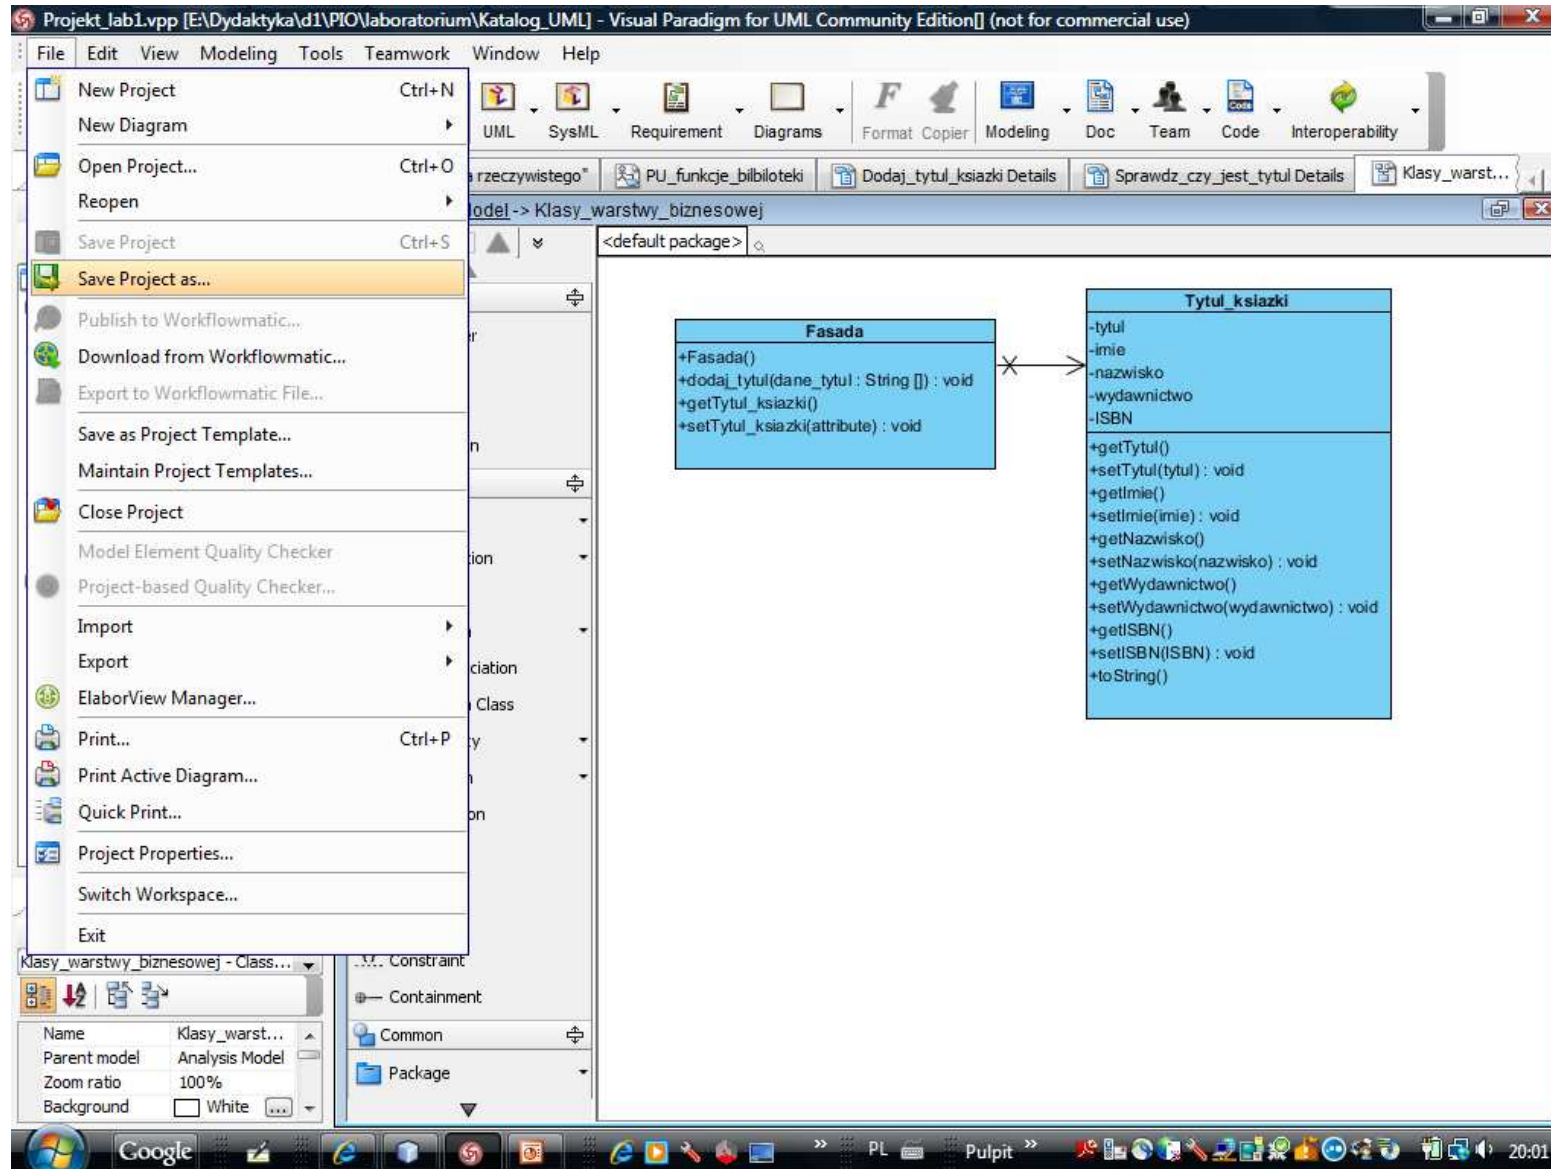 Projekt_lab1.vpp [E:\Dydaktyka\d1\PIO\laboratorium\Katalog_UML] - Visual Paradigm for UML Community Edition[] (not for commercial use)
File Edit View Modeling Tools Teamwork Window Help
New Project Ctrl+N
New Diagram
Open Project... Ctrl+O
Reopen
Save Project Ctrl+S
Save Project as...
Publish to Workflowmatic...
Download from Workflowmatic...
Export to Workflowmatic File...
Save as Project Template...
Maintain Project Templates...
Close Project
Model Element Quality Checker
Project-based Quality Checker...
Import
Export
ElaborView Manager...
Print... Ctrl+P
Print Active Diagram...
Quick Print...
Project Properties...
Switch Workspace...
Exit
UML SysML Requirement Diagrams Format Copier Modeling Doc Team Code Interoperability
a rzeczywistego" PU_funkcje_bilbiloteki Dodaj_tytul_ksiazki Details Sprawdz_czy_jest_tytul Details Klasy_warst...
Model -> Klasy_warstwy_biznesowej
<default package>
r
n
ion
ciation
Class
y
n
on
Constraint
Containment
Common
Package
Fasada
+Fasada()
+dodaj_tytul(dane_tytul : String []) : void
+getTytul_ksiazki()
+setTytul_ksiazki(attribute) : void
Tytul_ksiazki
-tytul
-imie
-nazwisko
-wydawnictwo
-ISBN
+getTytul()
+setTytul(tytul) : void
+getImie()
+setImie(imie) : void
+getNazwisko()
+setNazwisko(nazwisko) : void
+getWydawnictwo()
+setWydawnictwo(wydawnictwo) : void
+getISBN()
+setISBN(ISBN) : void
+toString()
Klasy_warstwy_biznesowej - Class...
Name Klasy_warst...
Parent model Analysis Model
Zoom ratio 100%
Background White ...
Google PL Pulpit 20:01